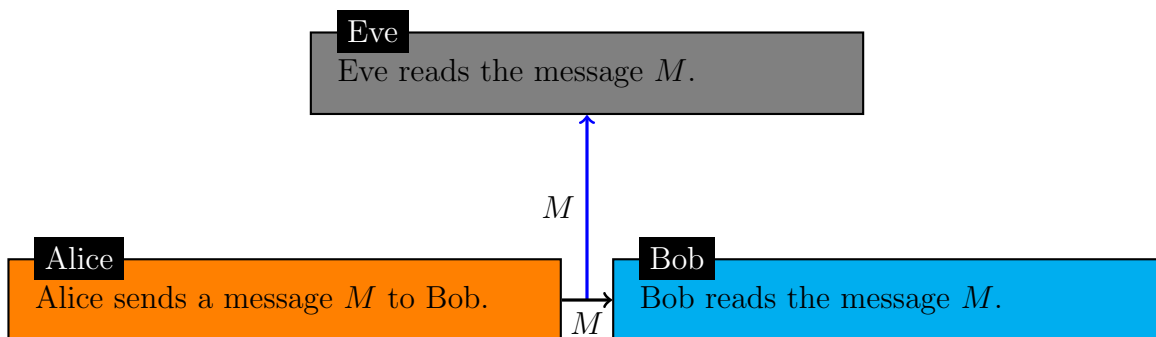 Eve
Eve reads the message M.
M
Alice
Alice sends a message M to Bob.
M
Bob
Bob reads the message M.